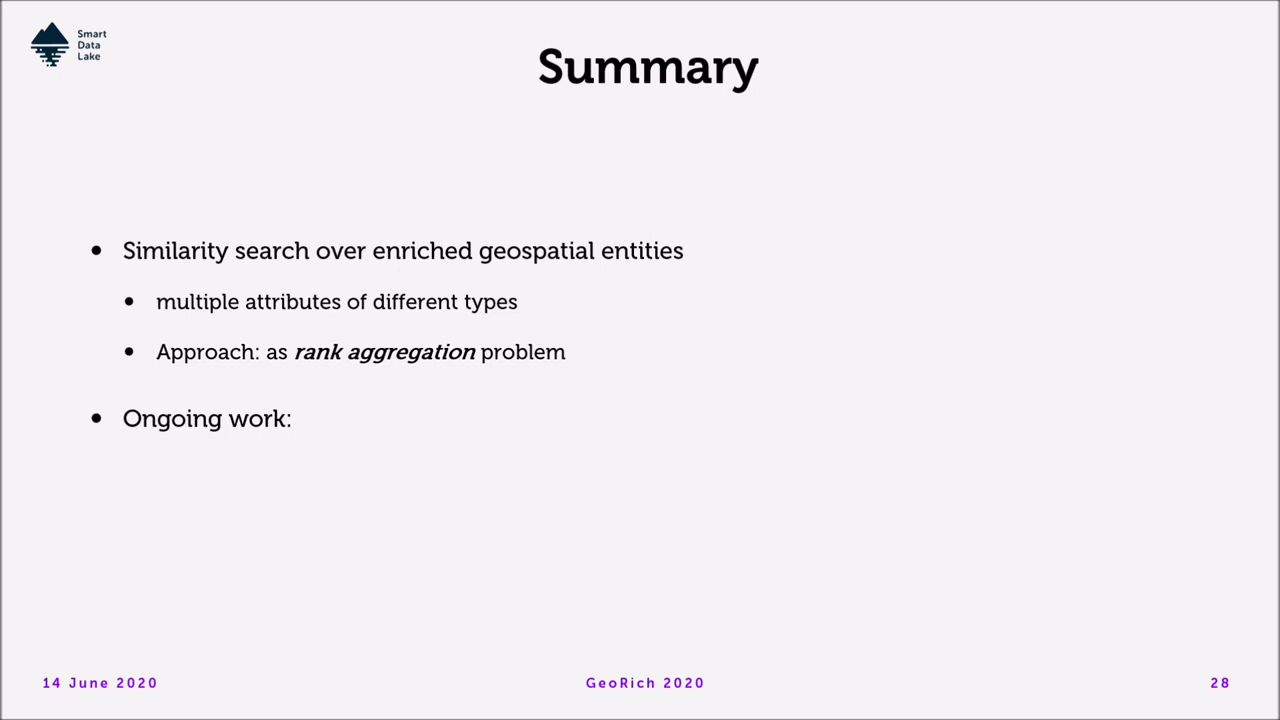 Smart
Data
Lake
Summary
• Similarity search over enriched geospatial entities
• multiple attributes of different types
• Approach: as rank aggregation problem
• Ongoing work:
14 June 2020
GeoRich 2020
28